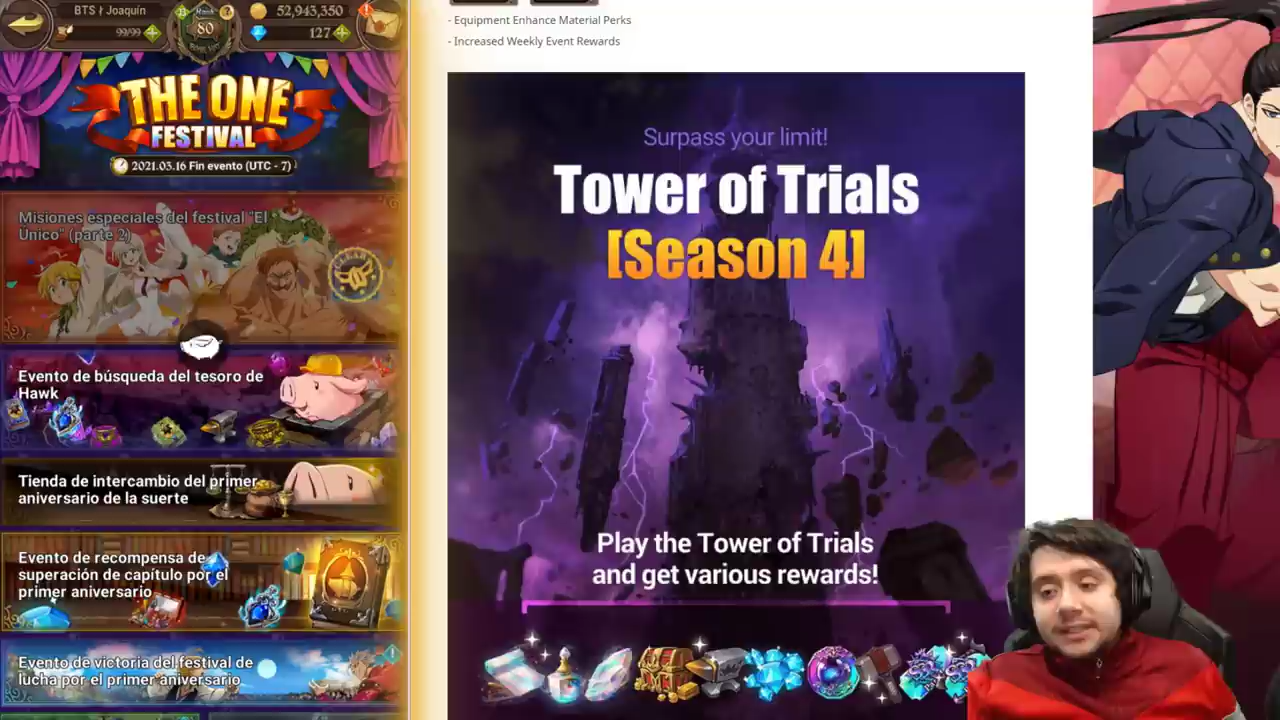 BTS ∤ Joaquín
99/99
Rank
80
52,943,350
127
THE ONE
FESTIVAL
2021.03.16 Fin evento (UTC - 7)
Misiones especiales del festival "El
Único" (parte 2)
CLEAR
Evento de búsqueda del tesoro de
Hawk
Tienda de intercambio del primer
aniversario de la suerte
Evento de recompensa de
superación de capítulo por el
primer aniversario
Evento de victoria del festival de
lucha por el primer aniversario
- Equipment Enhance Material Perks
- Increased Weekly Event Rewards
Surpass your limit!
Tower of Trials
[Season 4]
Play the Tower of Trials
and get various rewards!